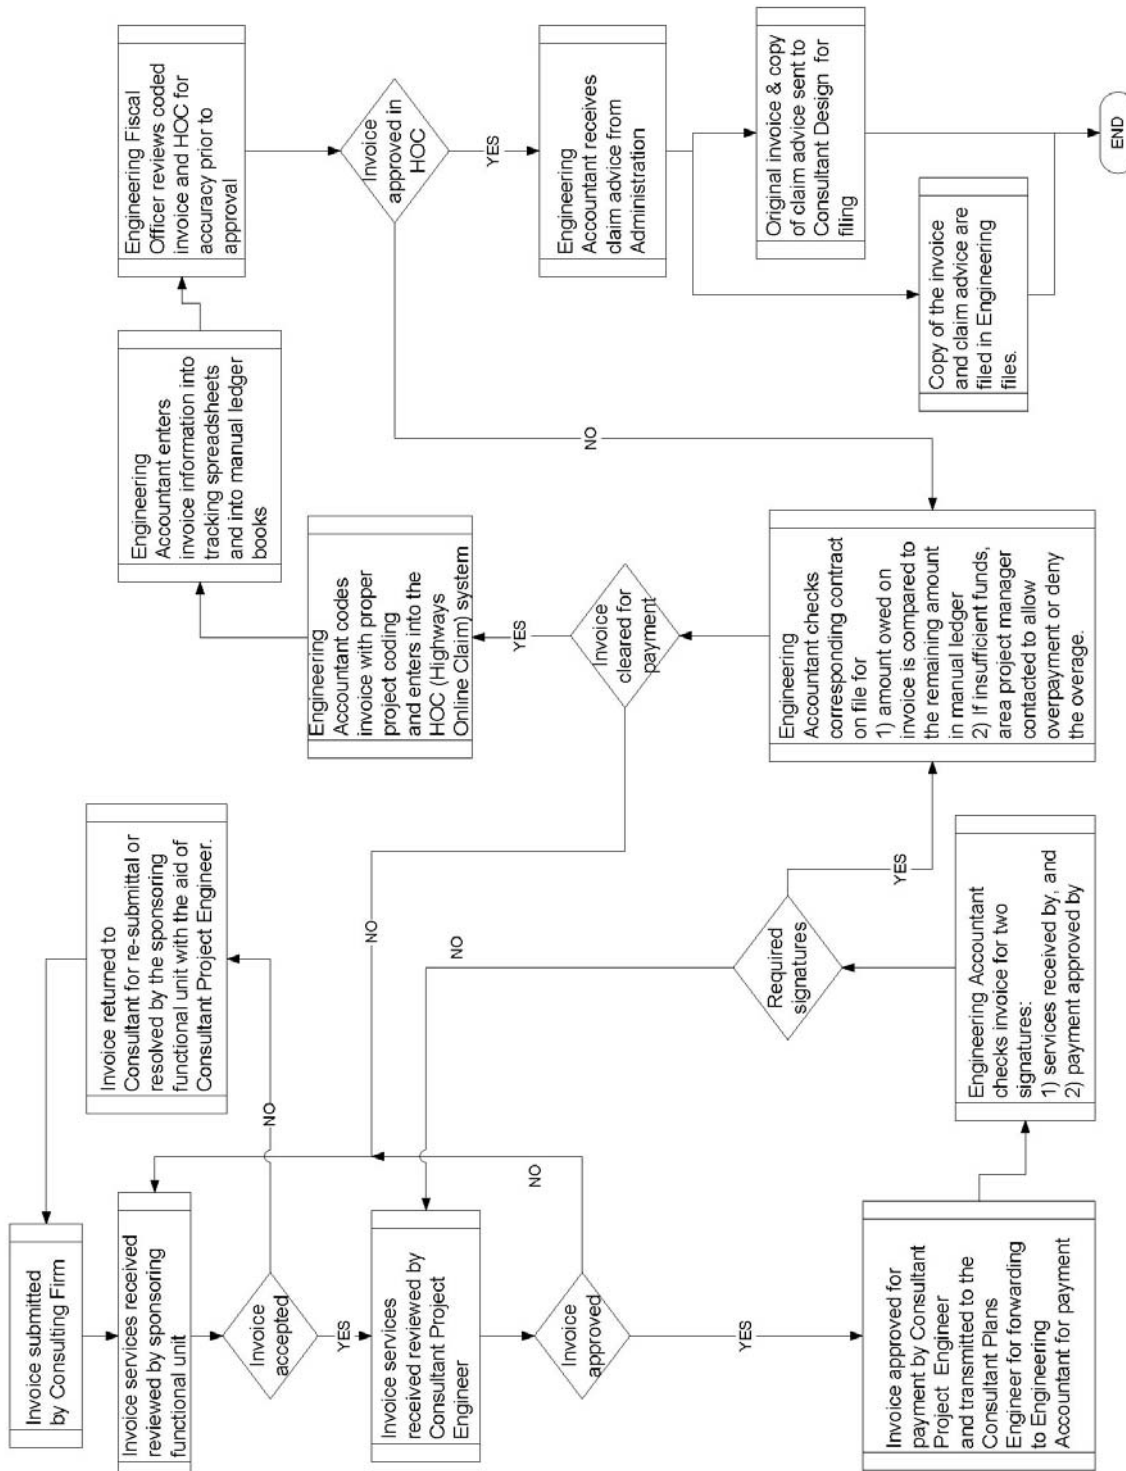 Invoice submitted
by Consulting Firm
Invoice services received
reviewed by sponsoring
functional unit
Invoice
accepted
NO
Invoice returned to
Consultant for re-submittal or
resolved by the sponsoring
functional unit with the aid of
Consultant Project Engineer.
YES
Invoice services
received reviewed by
Consultant Project
Engineer
Invoice
approved
NO
YES
Invoice approved for
payment by Consultant
Project Engineer
and transmitted to the
Consultant Plans
Engineer for forwarding
to Engineering
Accountant for payment
Engineering Accountant
checks invoice for two
signatures:
1) services received by, and
2) payment approved by
Required
signatures
NO
YES
Engineering
Accountant checks
corresponding contract
on file for
1) amount owed on
invoice is compared to
the remaining amount
in manual ledger
2) If insufficient funds,
area project manager
contacted to allow
overpayment or deny
the overage.
Invoice
cleared for
payment
NO
YES
Engineering
Accountant codes
invoice with proper
project coding
and enters into the
HOC (Highways
Online Claim) system
Engineering
Accountant enters
invoice information into
tracking spreadsheets
and into manual ledger
books
Engineering Fiscal
Officer reviews coded
invoice and HOC for
accuracy prior to
approval
Invoice
approved in
HOC
NO
YES
Engineering
Accountant receives
claim advice from
Administration
Original invoice & copy
of claim advice sent to
Consultant Design for
filing
Copy of the invoice
and claim advice are
filed in Engineering
files.
END